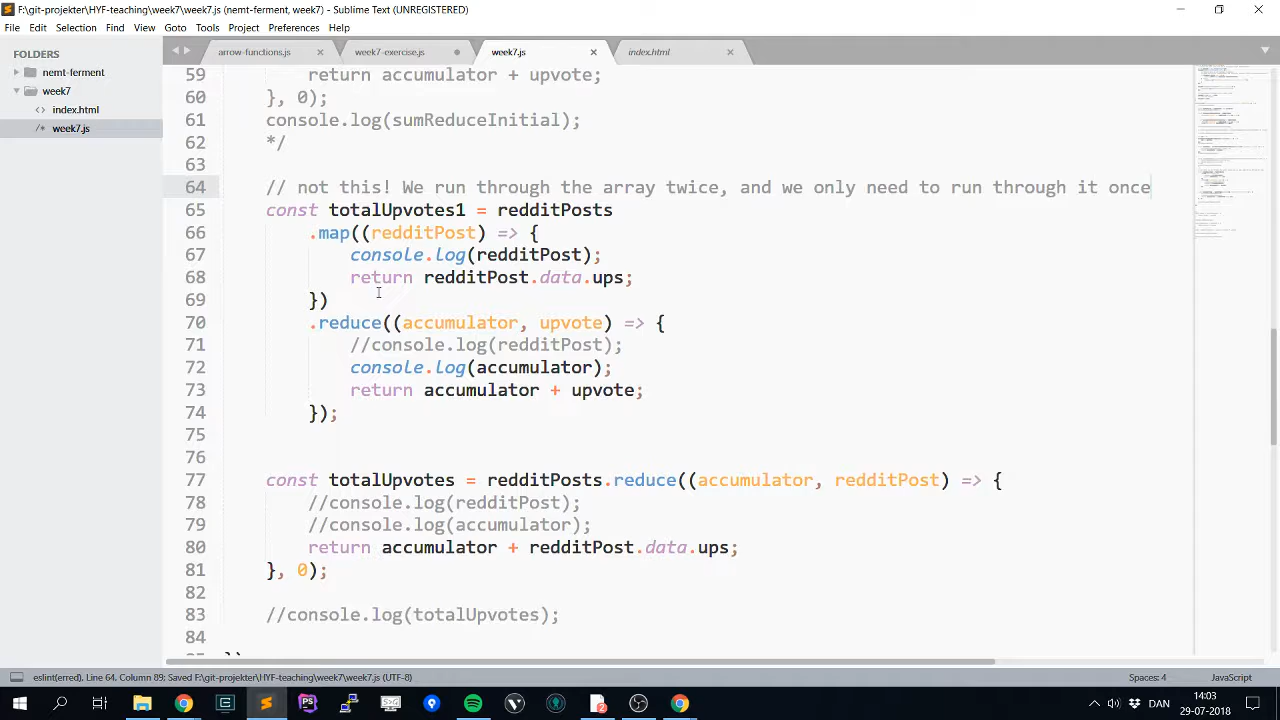 F:\git-projekter\HYF-teaching\week7\week7.js (nemt-ferment, week7) - Sublime Text (UNREGISTERED)
File Edit Selection Find View Goto Tools Project Preferences Help
FOLDERS
nemt-ferment
week7
week7.js
arrow-functions.js
week7-exercise.js
week7.js
index.html
59 return accumulator + upvote;
60 }, 0);
61 console.log(sumReduceInitial);
62 */
63
64 // not this! We run through the array twice, and we only need to run through it once
65 const totalUpvotes1 = redditPosts
66 .map((redditPost) => {
67 console.log(redditPost);
68 return redditPost.data.ups;
69 })
70 .reduce((accumulator, upvote) => {
71 //console.log(redditPost);
72 console.log(accumulator);
73 return accumulator + upvote;
74 });
75
76
77 const totalUpvotes = redditPosts.reduce((accumulator, redditPost) => {
78 //console.log(redditPost);
79 //console.log(accumulator);
80 return accumulator + redditPost.data.ups;
81 }, 0);
82
83 //console.log(totalUpvotes);
84
})
Saved F:\git-projekter\HYF-teaching\week7\week7.js (UTF-8)
Spaces: 4
JavaScript
DAN
14:03
29-07-2018